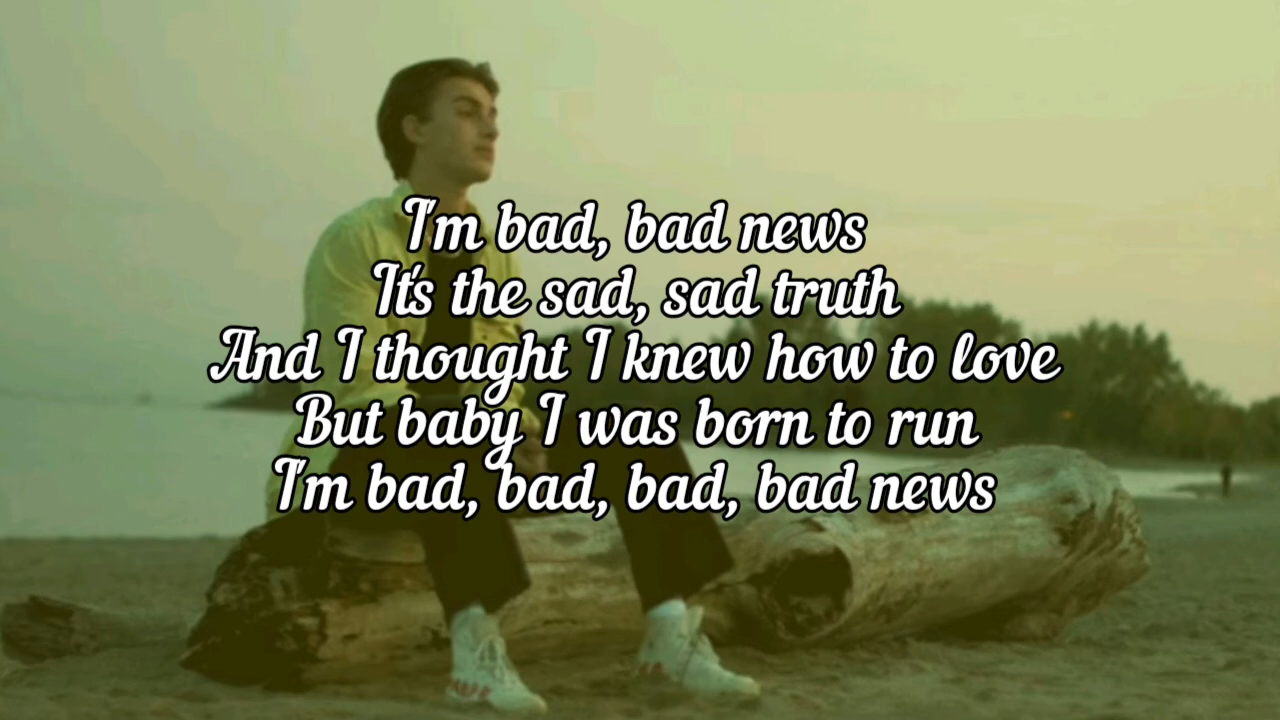 I'm bad, bad news
It's the sad, sad truth
And I thought I knew how to love
But baby I was born to run
I'm bad, bad, bad, bad news